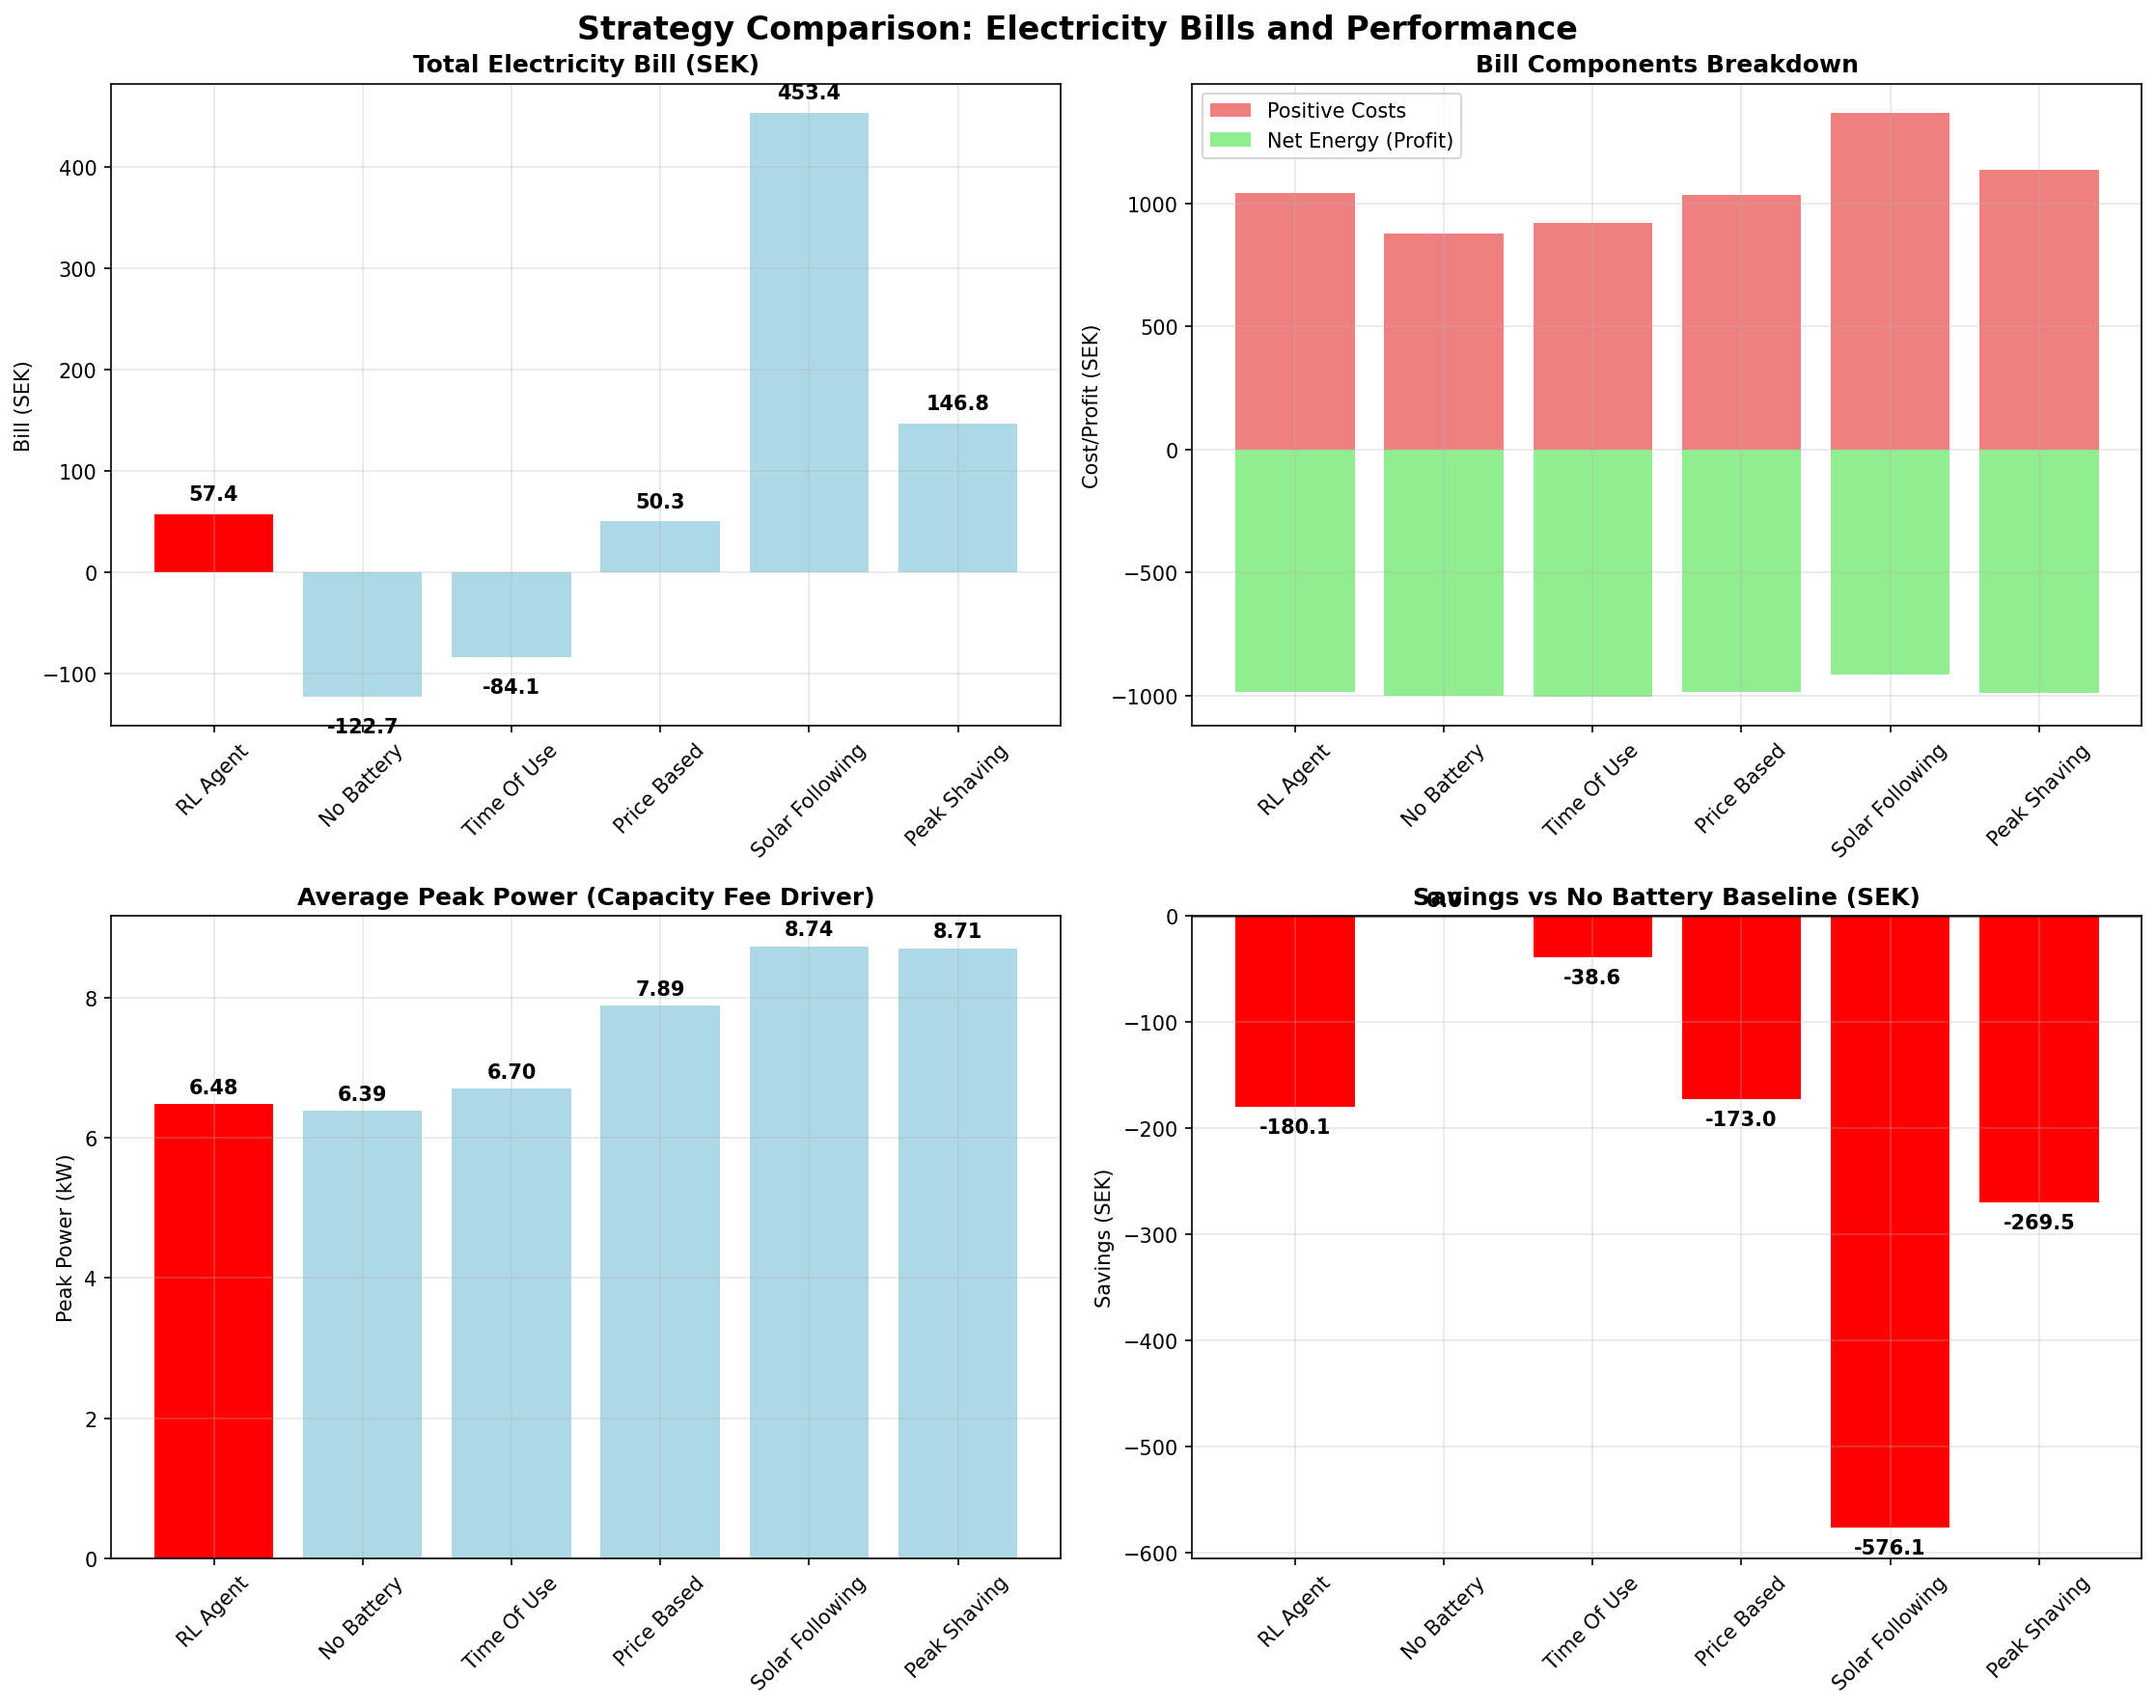 Strategy Comparison: Electricity Bills and Performance
Total Electricity Bill (SEK)
Bill (SEK)
400
300
200
100
0
−100
57.4
-122.7
-84.1
50.3
453.4
146.8
RL Agent
No Battery
Time Of Use
Price Based
Solar Following
Peak Shaving
Bill Components Breakdown
Positive Costs
Net Energy (Profit)
Cost/Profit (SEK)
1000
500
0
−500
−1000
RL Agent
No Battery
Time Of Use
Price Based
Solar Following
Peak Shaving
Average Peak Power (Capacity Fee Driver)
Peak Power (kW)
8
6
4
2
0
6.48
6.39
6.70
7.89
8.74
8.71
RL Agent
No Battery
Time Of Use
Price Based
Solar Following
Peak Shaving
Savings vs No Battery Baseline (SEK)
Savings (SEK)
0
−100
−200
−300
−400
−500
−600
-180.1
0.0
-38.6
-173.0
-576.1
-269.5
RL Agent
No Battery
Time Of Use
Price Based
Solar Following
Peak Shaving